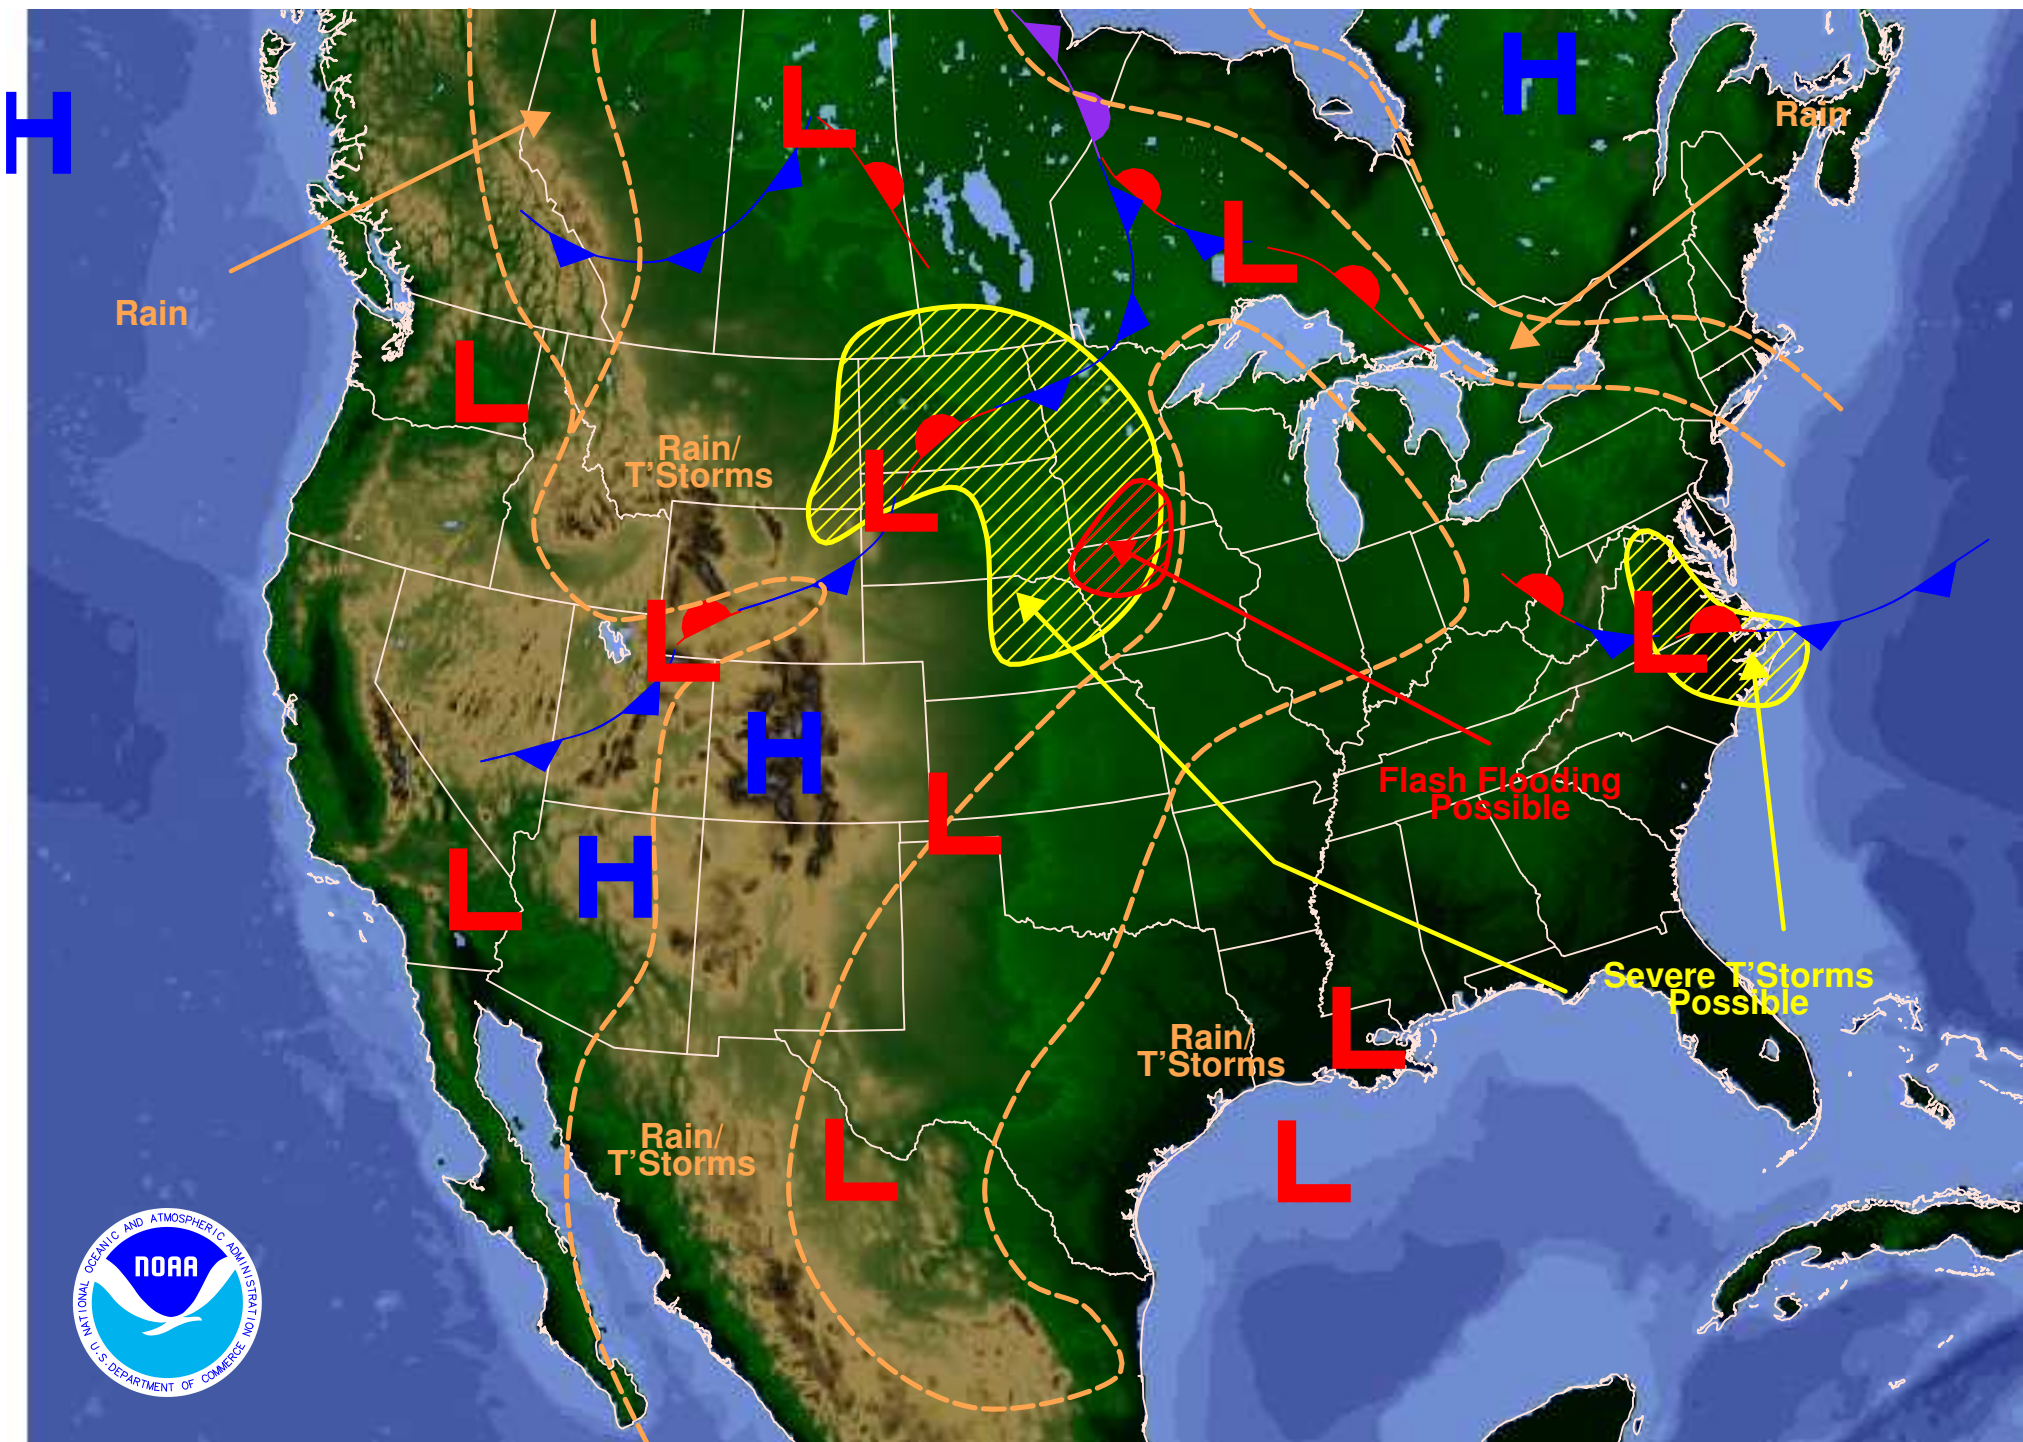 H
H
L
Rain
L
Rain
L
Rain/
T'Storms
L
L
L
H
L
Flash Flooding
Possible
H
L
Severe T'Storms
Possible
L
Rain/
T'Storms
Rain/
T'Storms
L
L
L
NATIONAL OCEANIC AND ATMOSPHERIC ADMINISTRATION
NOAA
U.S. DEPARTMENT OF COMMERCE